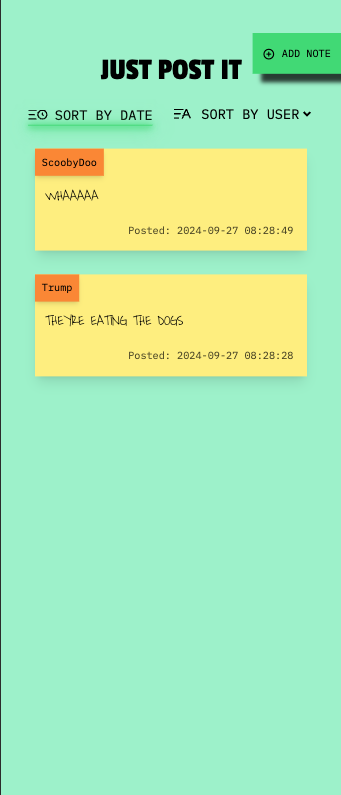 ADD NOTE
JUST POST IT
SORT BY DATE
SORT BY USER
ScoobyDoo
WHAAAAA
Posted: 2024-09-27 08:28:49
Trump
THEY'RE EATING THE DOGS
Posted: 2024-09-27 08:28:28